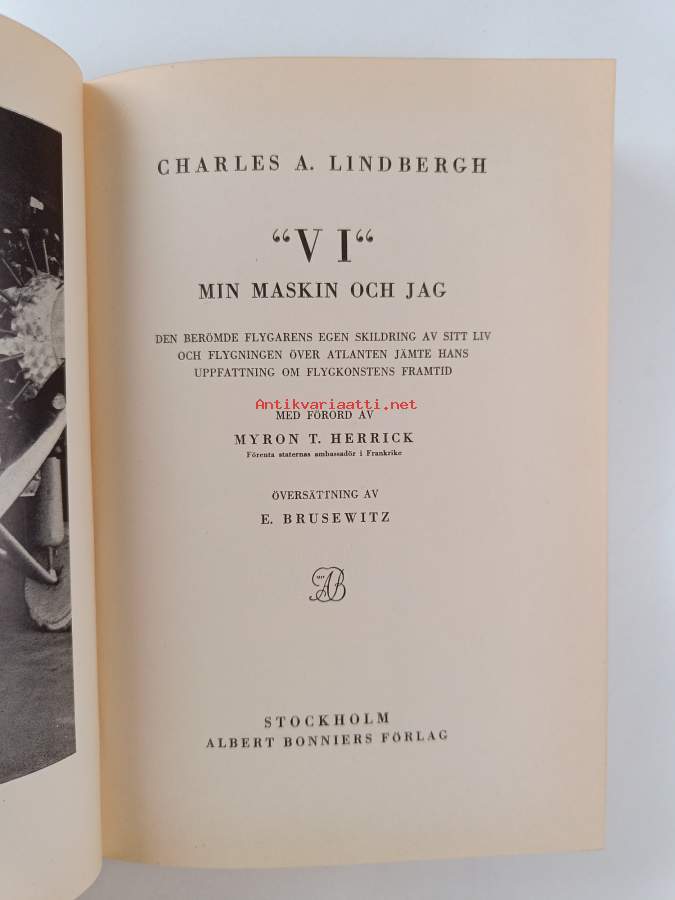 CHARLES A. LINDBERGH
“VI“
MIN MASKIN OCH JAG
DEN BERÖMDE FLYGARENS EGEN SKILDRING AV SITT LIV
OCH FLYGNINGEN ÖVER ATLANTEN JÄMTE HANS
UPPFATTNING OM FLYGKONSTENS FRAMTID
Antikvariaatti.net
MED FÖRORD AV
MYRON T. HERRICK
Förenta staternas ambassadör i Frankrike
ÖVERSÄTTNING AV
E. BRUSEWITZ
AB
STOCKHOLM
ALBERT BONNIERS FÖRLAG